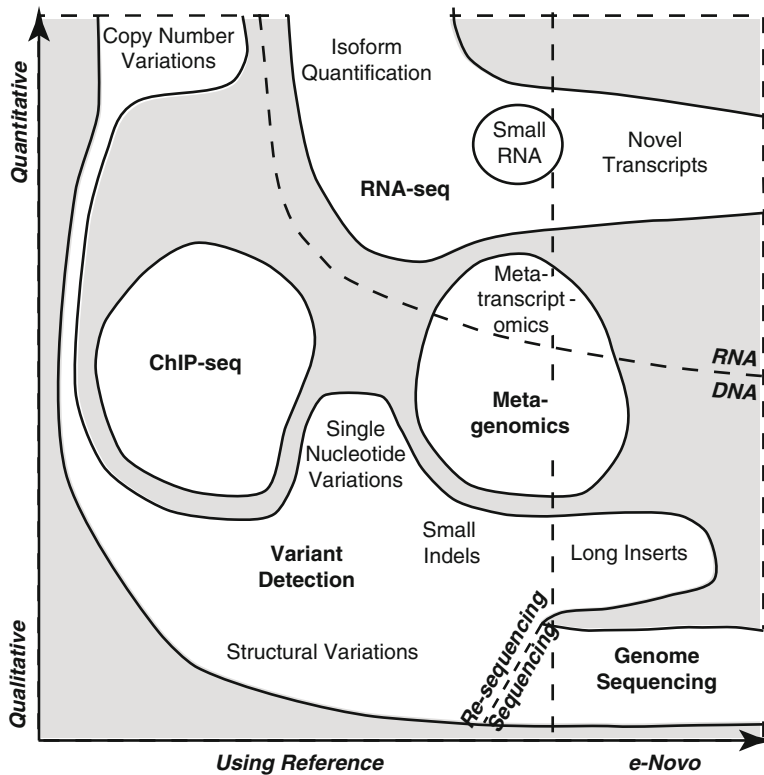 Copy Number
Variations
Isoform
Quantification
Small
RNA
Novel
Transcripts
RNA-seq
Quantitative
Meta-
transcript -
omics
ChIP-seq
RNA
DNA
Meta-
genomics
Single
Nucleotide
Variations
Small
Indels
Variant
Detection
Long Inserts
Re-sequencing
Sequencing
Structural Variations
Genome
Sequencing
Qualitative
Using Reference
e-Novo